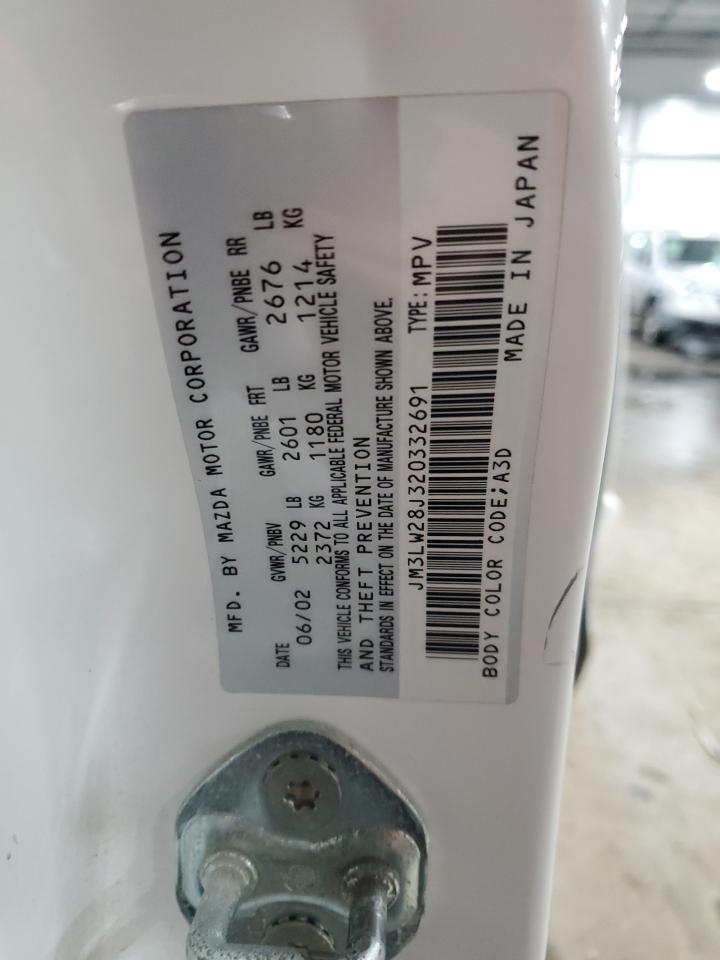 MFD. BY MAZDA MOTOR CORPORATION
DATE GVWR/PNBV GAWR/PNBE FRT GAWR/PNBE RR
06/02 5229 LB 2601 LB 2676 LB
2372 KG 1180 KG 1214 KG
THIS VEHICLE CONFORMS TO ALL APPLICABLE FEDERAL MOTOR VEHICLE SAFETY
AND THEFT PREVENTION
STANDARDS IN EFFECT ON THE DATE OF MANUFACTURE SHOWN ABOVE.
JM3LW28J320332691 TYPE:MPV
BODY COLOR CODE;A3D MADE IN JAPAN